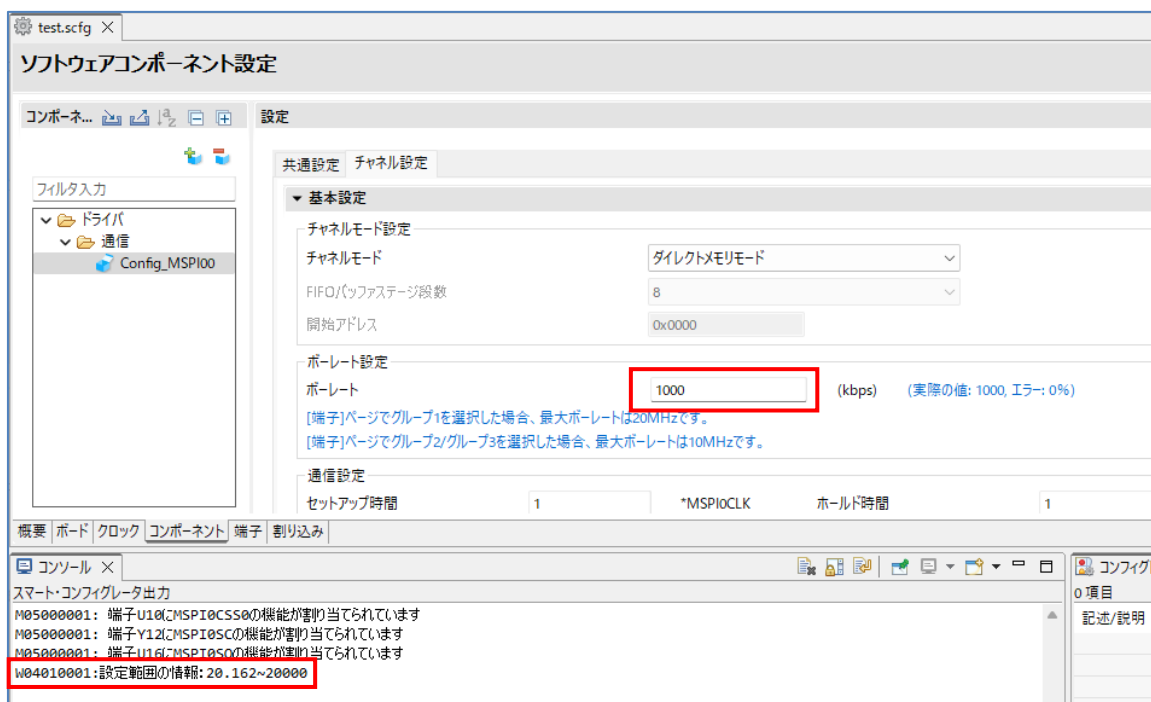 test.scfg
ソフトウェアコンポーネント設定
コンポーネ...
設定
共通設定 チャネル設定
フィルタ入力
基本設定
ドライバ
チャネルモード設定
通信
チャネルモード ダイレクトメモリモード
Config_MSPI00
FIFOバッファステージ段数 8
開始アドレス 0x0000
ボーレート設定
ボーレート 1000 (kbps) (実際の値: 1000, エラー: 0%)
[端子]ページでグループ1を選択した場合、最大ボーレートは20MHzです。
[端子]ページでグループ2/グループ3を選択した場合、最大ボーレートは10MHzです。
通信設定
セットアップ時間 1 *MSPI0CLK ホールド時間 1
概要 ボード クロック コンポーネント 端子 割り込み
コンソール
コンフィグ
スマート・コンフィグレータ出力
0 項目
M05000001: 端子U10にMSPI0CSS0の機能が割り当てられています
記述/説明
M05000001: 端子Y12にMSPI0SCの機能が割り当てられています
M05000001: 端子U16にMSPI0SOの機能が割り当てられています
W04010001:設定範囲の情報:20.162~20000